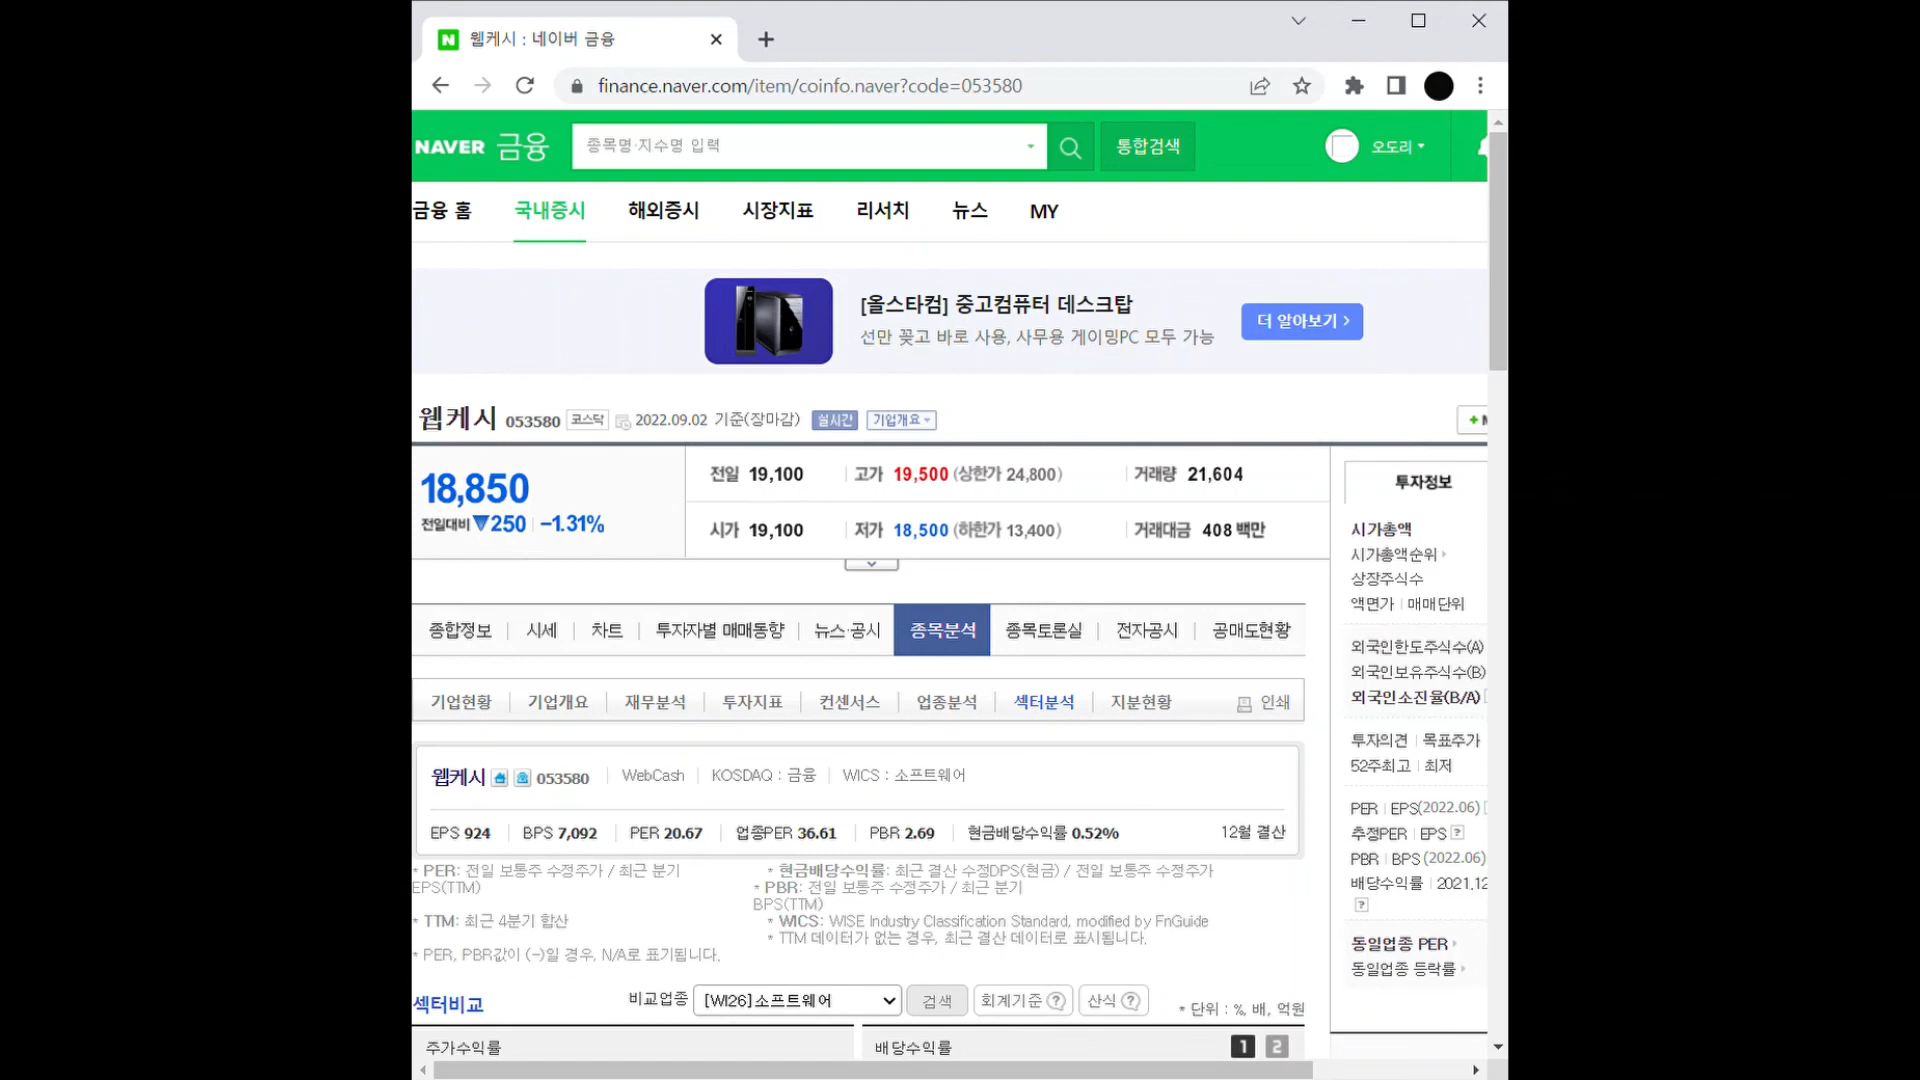 웹케시 : 네이버 금융
finance.naver.com/item/coinfo.naver?code=053580
NAVER 금융
종목명·지수명 입력
통합검색
오도리
금융 홈 국내증시 해외증시 시장지표 리서치 뉴스 MY
[올스타컴] 중고컴퓨터 데스크탑
선만 꽂고 바로 사용, 사무용 게이밍PC 모두 가능
더 알아보기 >
웹케시 053580 코스닥 2022.09.02 기준(장마감) 실시간 기업개요
18,850
전일대비 ▼250 -1.31%
전일 19,100 고가 19,500 (상한가 24,800) 거래량 21,604
시가 19,100 저가 18,500 (하한가 13,400) 거래대금 408 백만
종합정보 시세 차트 투자자별 매매동향 뉴스·공시 종목분석 종목토론실 전자공시 공매도현황
기업현황 기업개요 재무분석 투자지표 컨센서스 업종분석 섹터분석 지분현황 인쇄
웹케시 053580 WebCash KOSDAQ : 금융 WICS : 소프트웨어
EPS 924 BPS 7,092 PER 20.67 업종PER 36.61 PBR 2.69 현금배당수익률 0.52% 12월 결산
* PER: 전일 보통주 수정주가 / 최근 분기
EPS(TTM)
* TTM: 최근 4분기 합산
* PER, PBR값이 (-)일 경우, N/A로 표기됩니다.
* 현금배당수익률: 최근 결산 수정DPS(현금) / 전일 보통주 수정주가
* PBR: 전일 보통주 수정주가 / 최근 분기
BPS(TTM)
* WICS: WISE Industry Classification Standard, modified by FnGuide
* TTM 데이터가 없는 경우, 최근 결산 데이터로 표시됩니다.
섹터비교 비교업종 [WI26]소프트웨어 검색 회계기준 ? 산식 ? * 단위 : %, 배, 억원
주가수익률 배당수익률 1 2
투자정보
시가총액
시가총액순위
상장주식수
액면가 | 매매단위
외국인한도주식수(A)
외국인보유주식수(B)
외국인소진율(B/A)
투자의견 | 목표주가
52주최고 | 최저
PER | EPS(2022.06)
추정PER | EPS ?
PBR | BPS (2022.06)
배당수익률 | 2021.12
?
동일업종 PER
동일업종 등락률